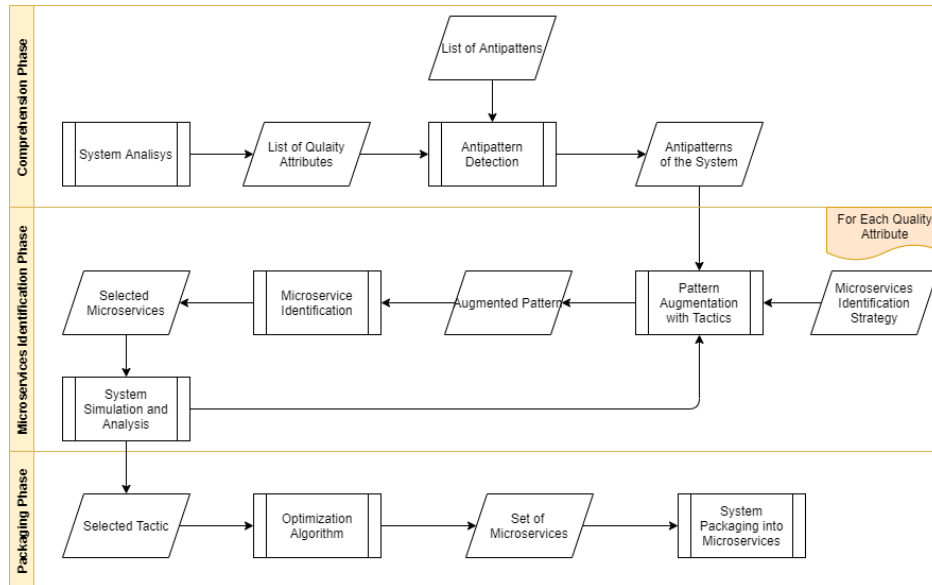 Comprehension Phase
List of Antipattens
System Analisys
List of Qulaity
Attributes
Antipattern
Detection
Antipatterns
of the System
Microservices Identification Phase
For Each Quality
Attribute
Selected
Microservices
Microservice
Identification
Augmented Pattern
Pattern
Augmentation
with Tactics
Microservices
Identification
Strategy
System
Simulation and
Analysis
Packaging Phase
Selected Tactic
Optimization
Algorithm
Set of
Microservices
System
Packaging into
Microservices